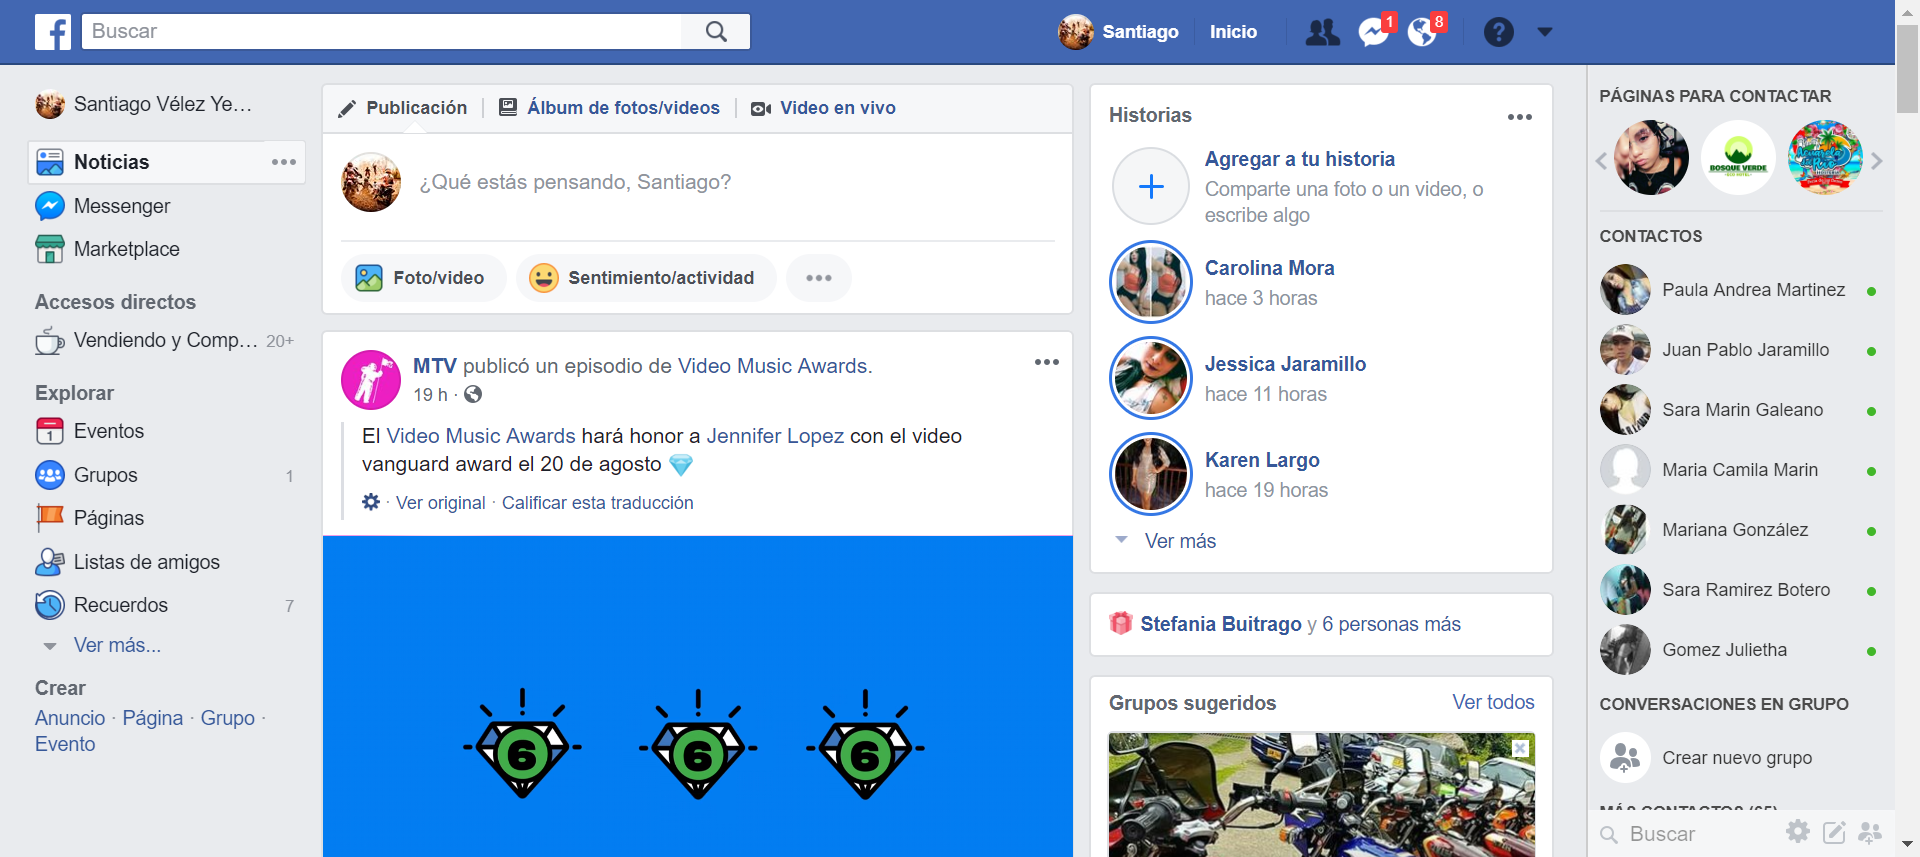 Buscar
Santiago
Inicio
1
8
Santiago Vélez Ye...
Noticias
Messenger
Marketplace
Accesos directos
Vendiendo y Comp... 20+
Explorar
1
Eventos
Grupos 1
Páginas
Listas de amigos
Recuerdos 7
Ver más...
Crear
Anuncio · Página · Grupo ·
Evento
Publicación
Álbum de fotos/videos
Video en vivo
¿Qué estás pensando, Santiago?
Foto/video
Sentimiento/actividad
MTV publicó un episodio de Video Music Awards.
19 h ·
El Video Music Awards hará honor a Jennifer Lopez con el video
vanguard award el 20 de agosto
· Ver original · Calificar esta traducción
6 6 6
Historias
Agregar a tu historia
Comparte una foto o un video, o
escribe algo
Carolina Mora
hace 3 horas
Jessica Jaramillo
hace 11 horas
Karen Largo
hace 19 horas
Ver más
Stefania Buitrago y 6 personas más
Grupos sugeridos
Ver todos
PÁGINAS PARA CONTACTAR
BOSQUE VERDE
CONTACTOS
Paula Andrea Martinez
Juan Pablo Jaramillo
Sara Marin Galeano
Maria Camila Marin
Mariana González
Sara Ramirez Botero
Gomez Julietha
CONVERSACIONES EN GRUPO
Crear nuevo grupo
MÁS CONTACTOS (65)
Buscar